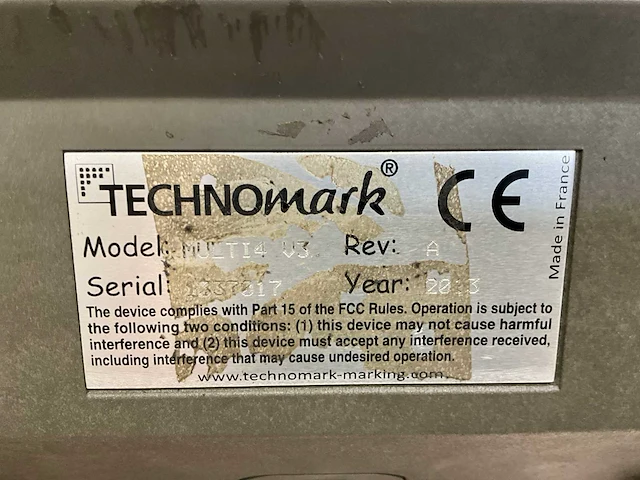 TECHNOmark® CE
Model: MULTI4 V3 Rev: A
Serial: 1337017 Year: 2013
The device complies with Part 15 of the FCC Rules. Operation is subject to
the following two conditions: (1) this device may not cause harmful
interference and (2) this device must accept any interference received,
including interference that may cause undesired operation.
www.technomark-marking.com
Made in France